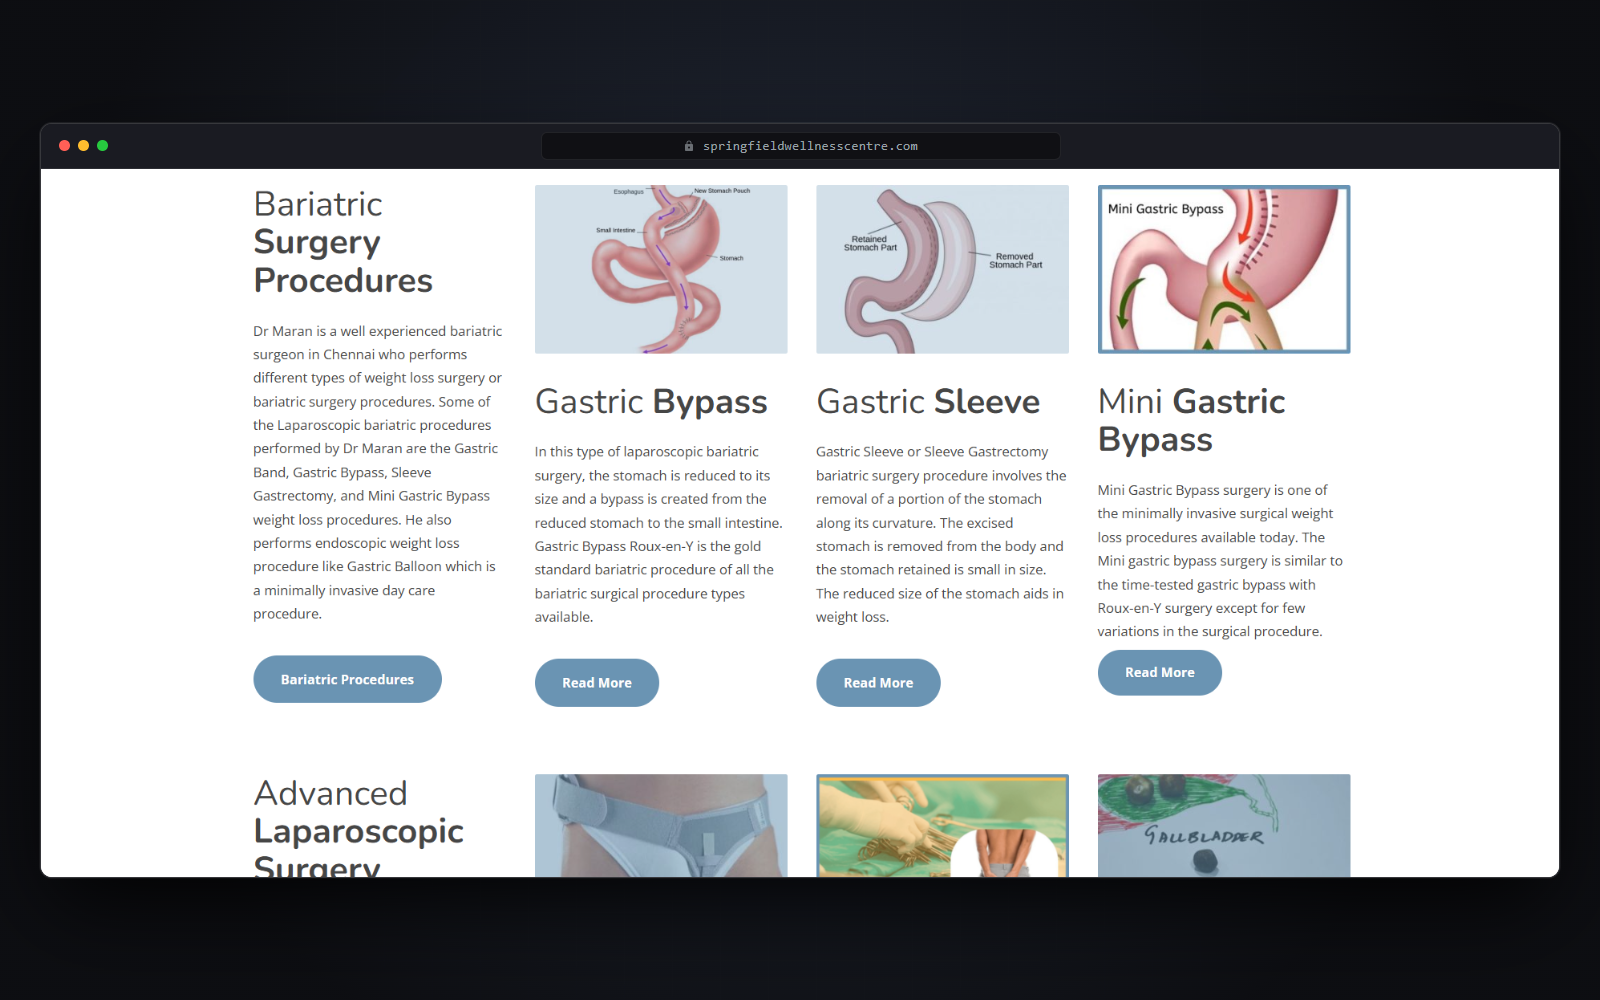 springfieldwellnesscentre.com
Bariatric
Surgery
Procedures
Dr Maran is a well experienced bariatric
surgeon in Chennai who performs
different types of weight loss surgery or
bariatric surgery procedures. Some of
the Laparoscopic bariatric procedures
performed by Dr Maran are the Gastric
Band, Gastric Bypass, Sleeve
Gastrectomy, and Mini Gastric Bypass
weight loss procedures. He also
performs endoscopic weight loss
procedure like Gastric Balloon which is
a minimally invasive day care
procedure.
Bariatric Procedures
Esophagus
New Stomach Pouch
Small Intestine
Stomach
Gastric Bypass
In this type of laparoscopic bariatric
surgery, the stomach is reduced to its
size and a bypass is created from the
reduced stomach to the small intestine.
Gastric Bypass Roux-en-Y is the gold
standard bariatric procedure of all the
bariatric surgical procedure types
available.
Read More
Retained
Stomach Part
Removed
Stomach Part
Gastric Sleeve
Gastric Sleeve or Sleeve Gastrectomy
bariatric surgery procedure involves the
removal of a portion of the stomach
along its curvature. The excised
stomach is removed from the body and
the stomach retained is small in size.
The reduced size of the stomach aids in
weight loss.
Read More
Mini Gastric Bypass
Mini Gastric
Bypass
Mini Gastric Bypass surgery is one of
the minimally invasive surgical weight
loss procedures available today. The
Mini gastric bypass surgery is similar to
the time-tested gastric bypass with
Roux-en-Y surgery except for few
variations in the surgical procedure.
Read More
Advanced
Laparoscopic
Surgery
GALLBLADDER